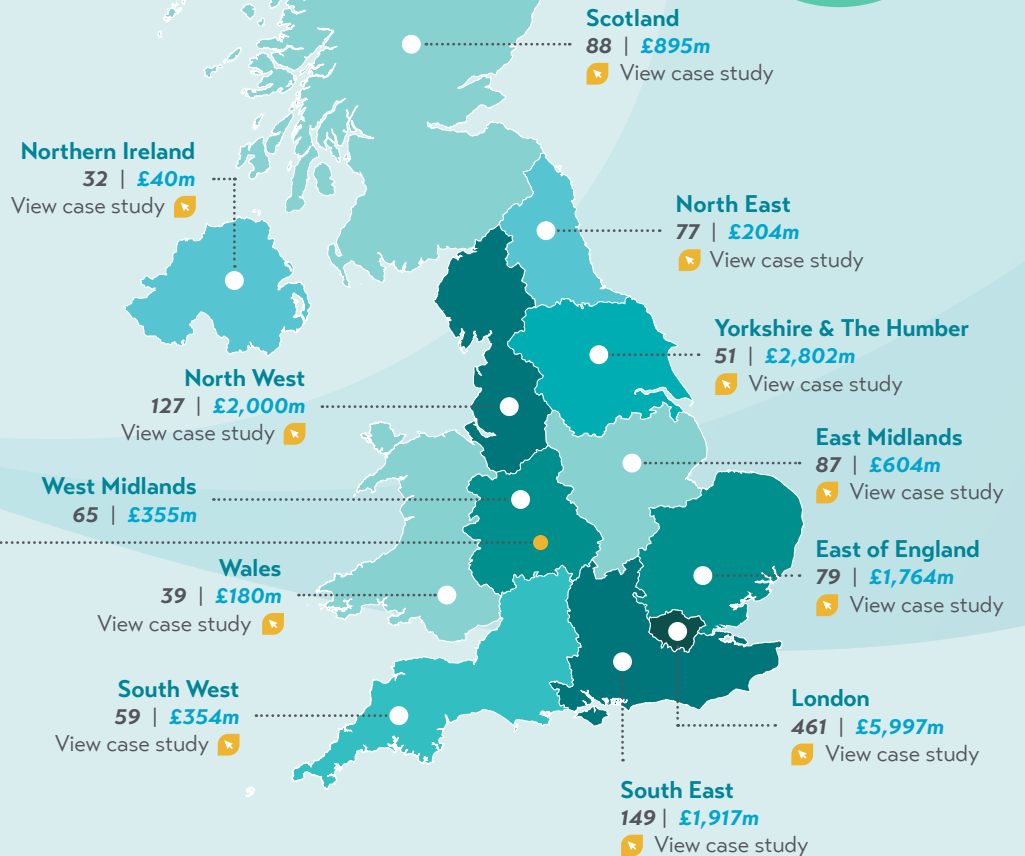 Scotland
88 | £895m
View case study
Northern Ireland
32 | £40m
View case study
North East
77 | £204m
View case study
Yorkshire & The Humber
51 | £2,802m
View case study
North West
127 | £2,000m
View case study
East Midlands
87 | £604m
View case study
West Midlands
65 | £355m
East of England
79 | £1,764m
View case study
Wales
39 | £180m
View case study
South West
59 | £354m
View case study
London
461 | £5,997m
View case study
South East
149 | £1,917m
View case study